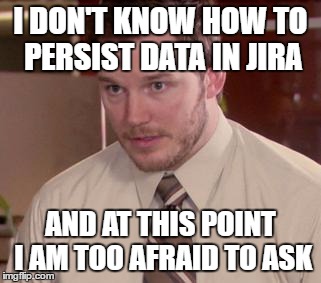 I DON'T KNOW HOW TO
PERSIST DATA IN JIRA
AND AT THIS POINT
I AM TOO AFRAID TO ASK
imgflip.com